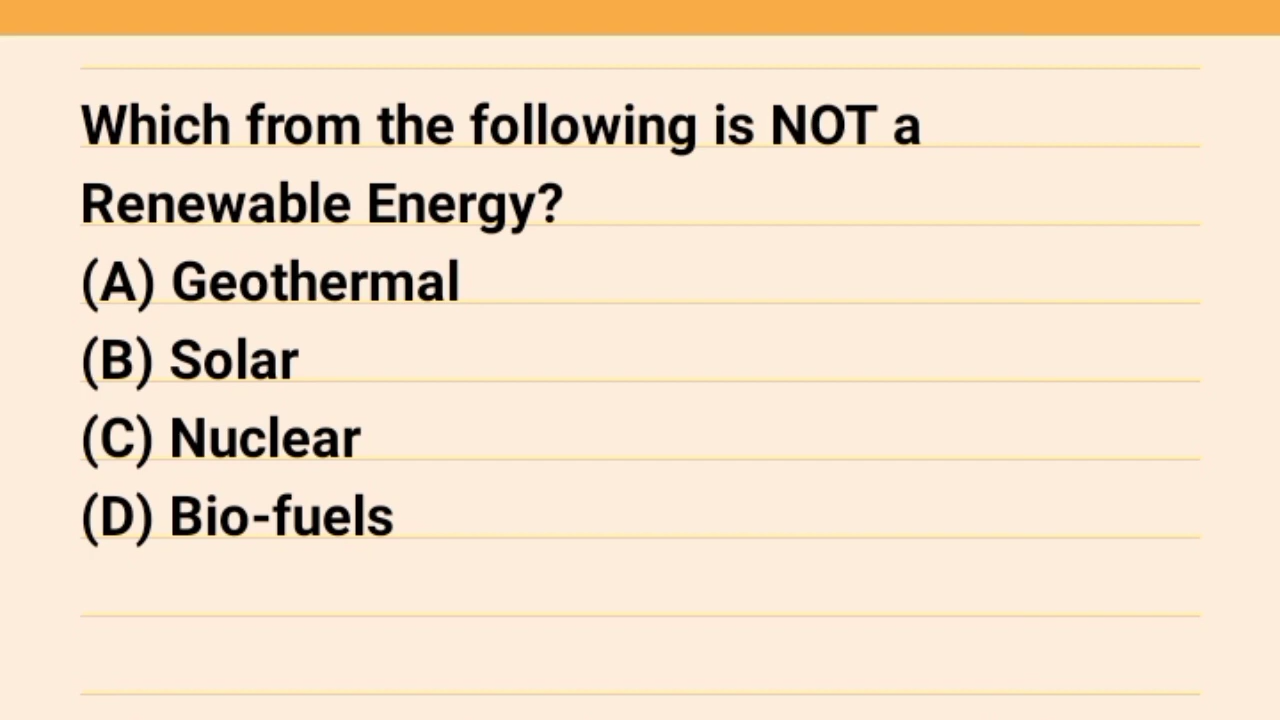 Which from the following is NOT a
Renewable Energy?
(A) Geothermal
(B) Solar
(C) Nuclear
(D) Bio-fuels